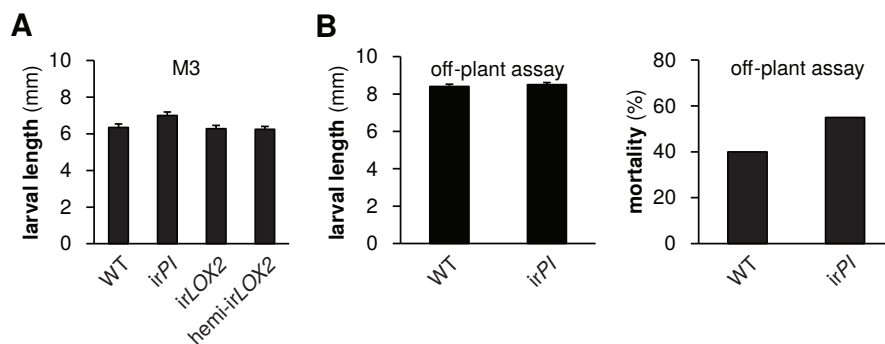 A
M3
larval length (mm)
10
8
6
4
2
0
WT
irPI
irLOX2
hemi-irLOX2
B
off-plant assay
larval length (mm)
10
8
6
4
2
0
WT
irPI
off-plant assay
mortality (%)
80
60
40
20
0
WT
irPI